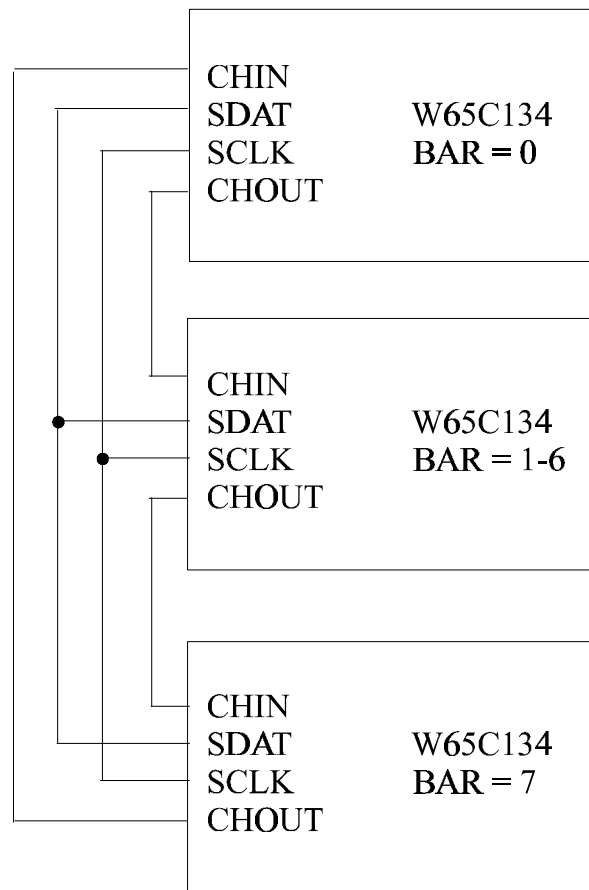 CHIN
SDAT W65C134
SCLK BAR = 0
CHOUT
CHIN
SDAT W65C134
SCLK BAR = 1-6
CHOUT
CHIN
SDAT W65C134
SCLK BAR = 7
CHOUT